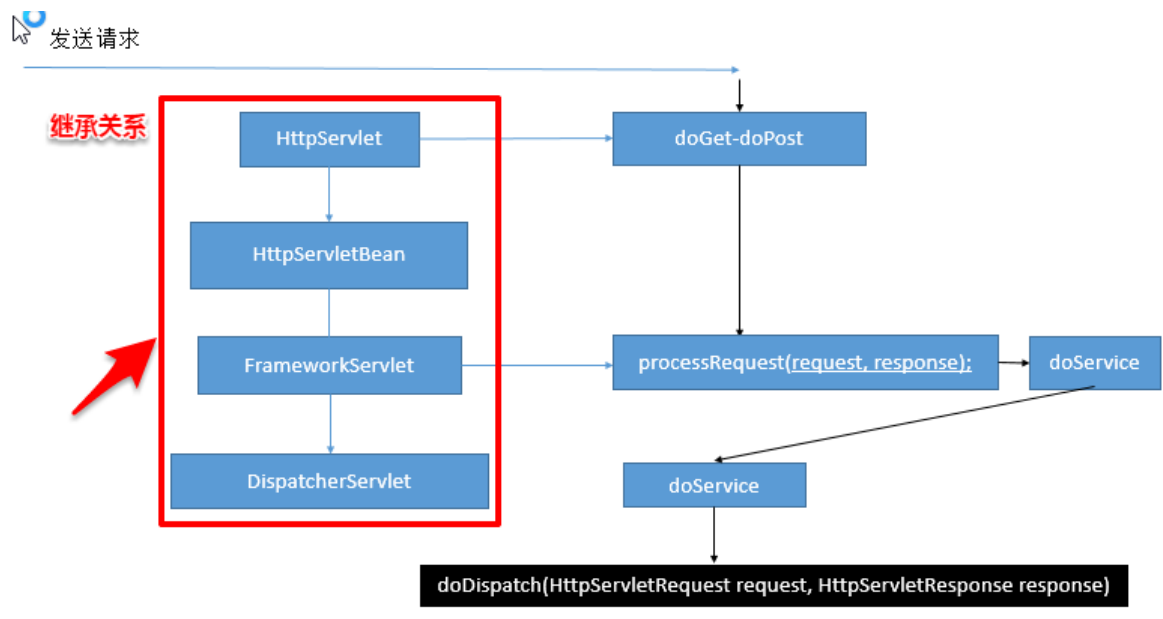 发送请求
继承关系
HttpServlet
doGet-doPost
HttpServletBean
FrameworkServlet
processRequest(request, response);
doService
DispatcherServlet
doService
doDispatch(HttpServletRequest request, HttpServletResponse response)